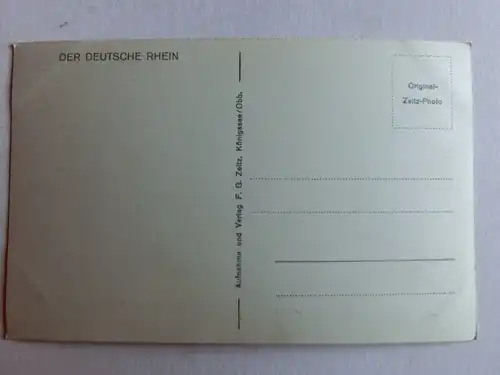 DER DEUTSCHE RHEIN
Original-
Zeitz-Photo
Aufnahme und Verlag F. G. Zeitz, Königssee/Obb.